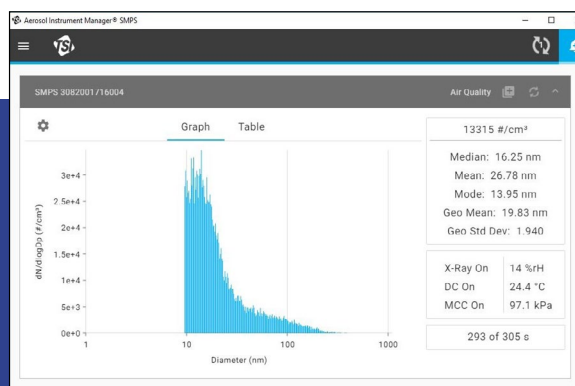 Aerosol Instrument Manager® SMPS
TSI
SMPS 3082001716004
Air Quality
Graph Table
13315 #/cm³
Median: 16.25 nm
Mean: 26.78 nm
Mode: 13.95 nm
Geo Mean: 19.83 nm
Geo Std Dev: 1.940
3e+4
2.5e+4
2e+4
1.5e+4
1e+4
5e+3
0e+0
dN/dlogDp (#/cm³)
1 10 100 1000
Diameter (nm)
X-Ray On 14 %rH
DC On 24.4 °C
MCC On 97.1 kPa
293 of 305 s